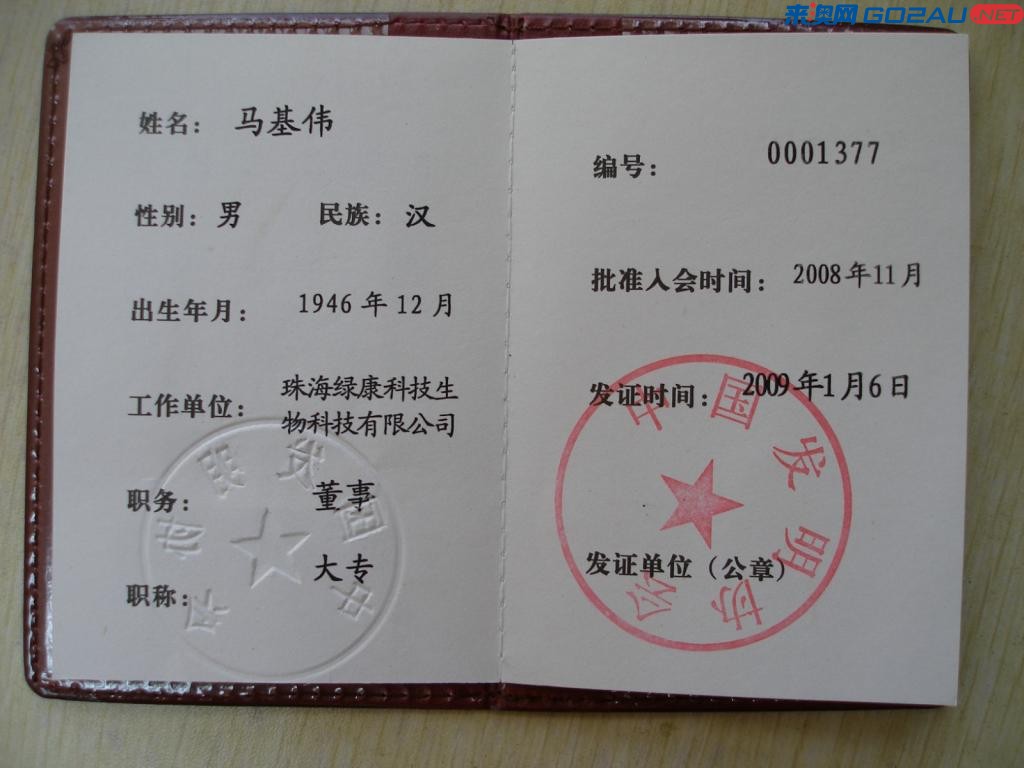 来奥网 GO2AU.NET
姓名： 马基伟
性别： 男 民族： 汉
出生年月： 1946 年 12 月
工作单位： 珠海绿康科技生
物科技有限公司
职务： 董事
职称： 大专
编号： 0001377
批准入会时间： 2008 年 11 月
发证时间： 2009 年 1 月 6 日
发证单位（公章）
中国发明协会